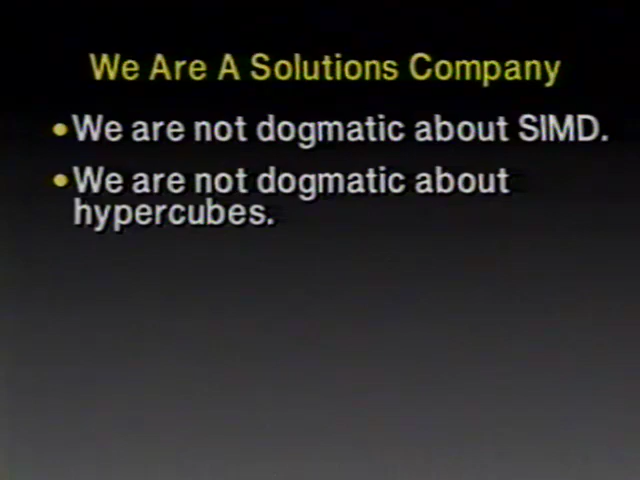 We Are A Solutions Company
•We are not dogmatic about SIMD.
•We are not dogmatic about
hypercubes.